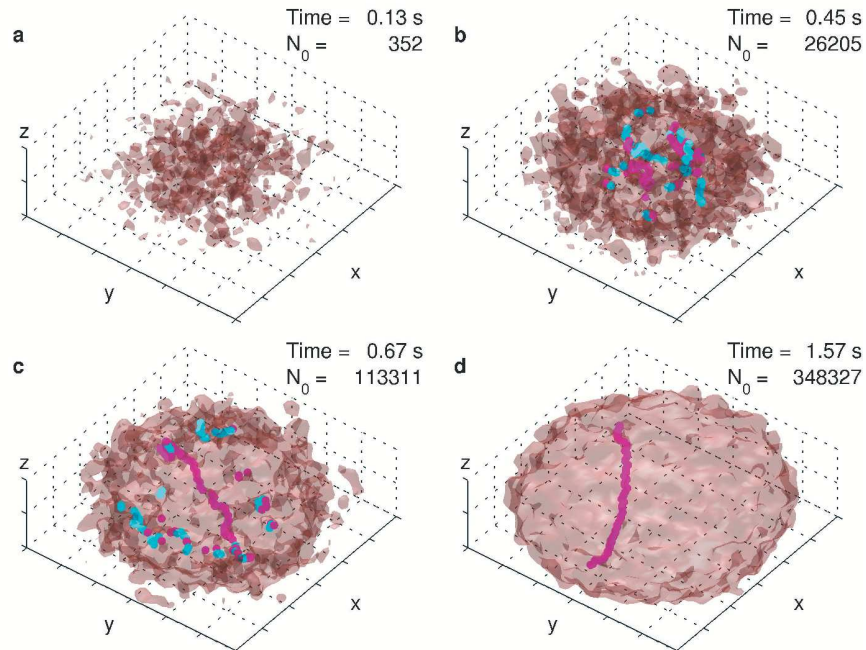 a
Time = 0.13 s
N0 = 352
z
y
x
b
Time = 0.45 s
N0 = 26205
z
y
x
c
Time = 0.67 s
N0 = 113311
z
y
x
d
Time = 1.57 s
N0 = 348327
z
y
x